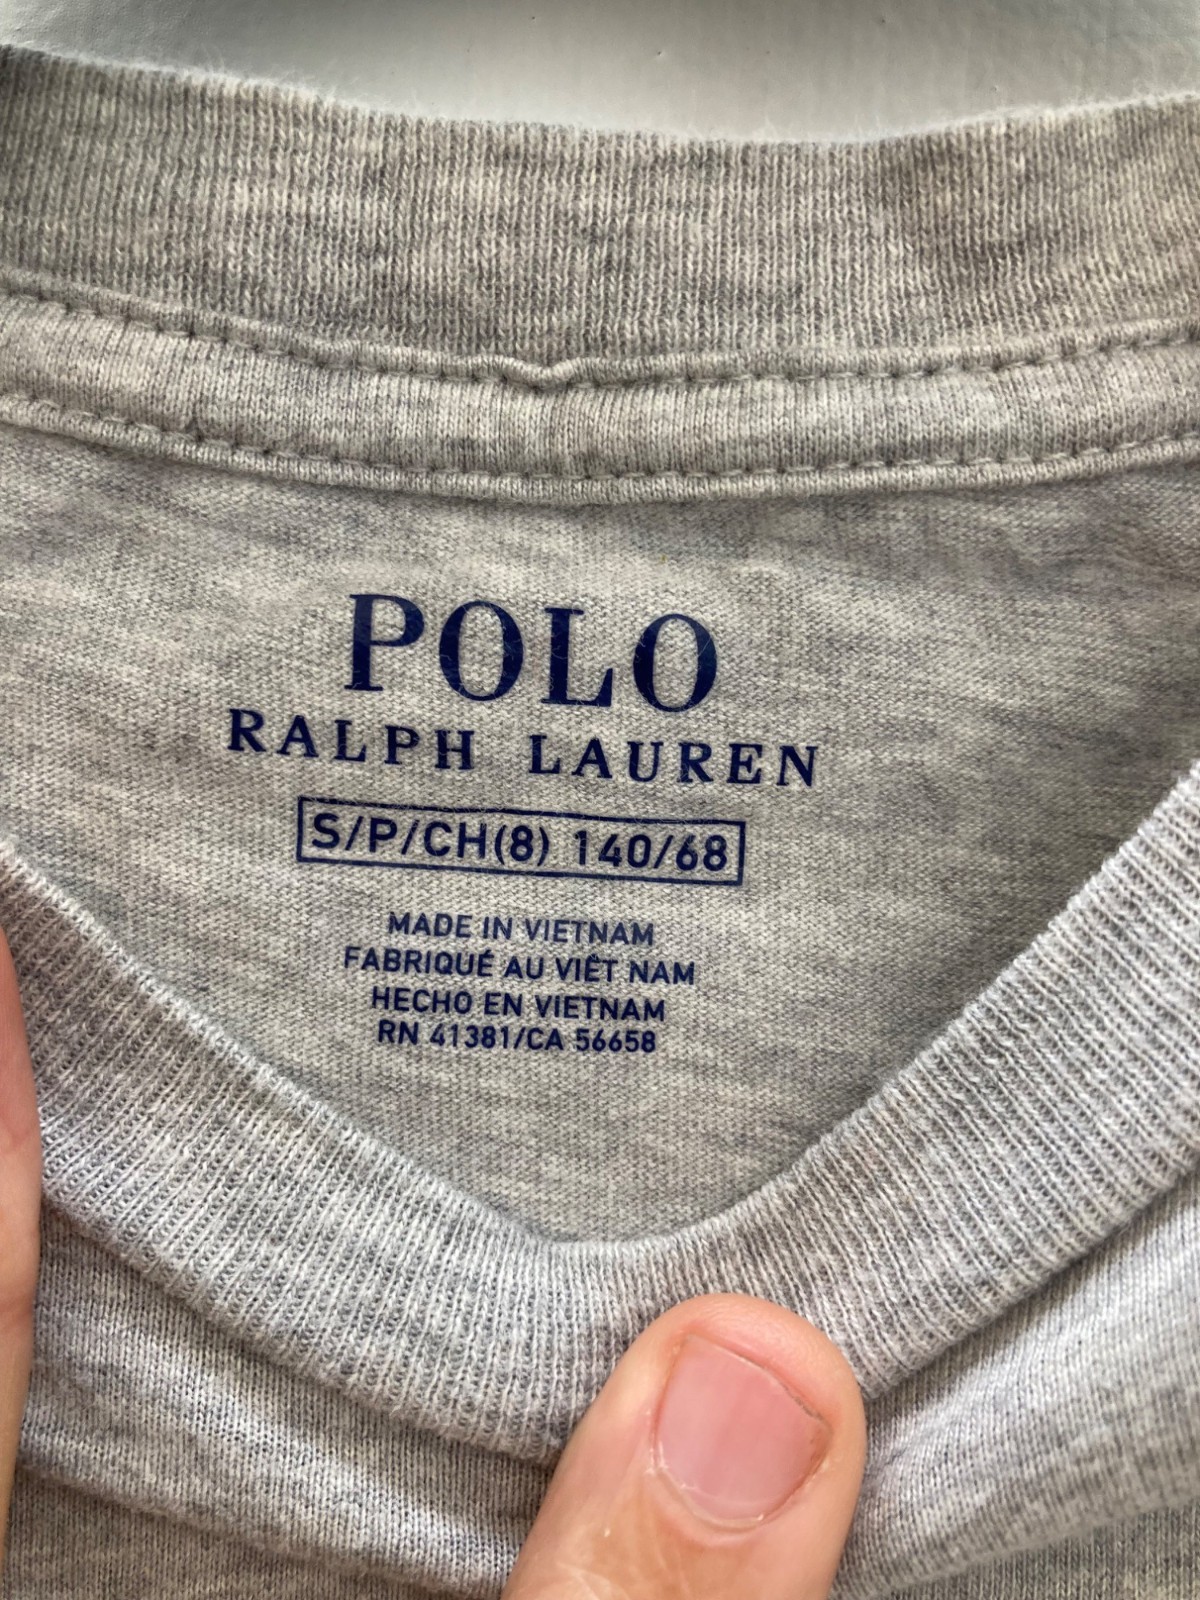 POLO
RALPH LAUREN
S/P/CH(8) 140/68
MADE IN VIETNAM
FABRIQUÉ AU VIÊT NAM
HECHO EN VIETNAM
RN 41381/CA 56658